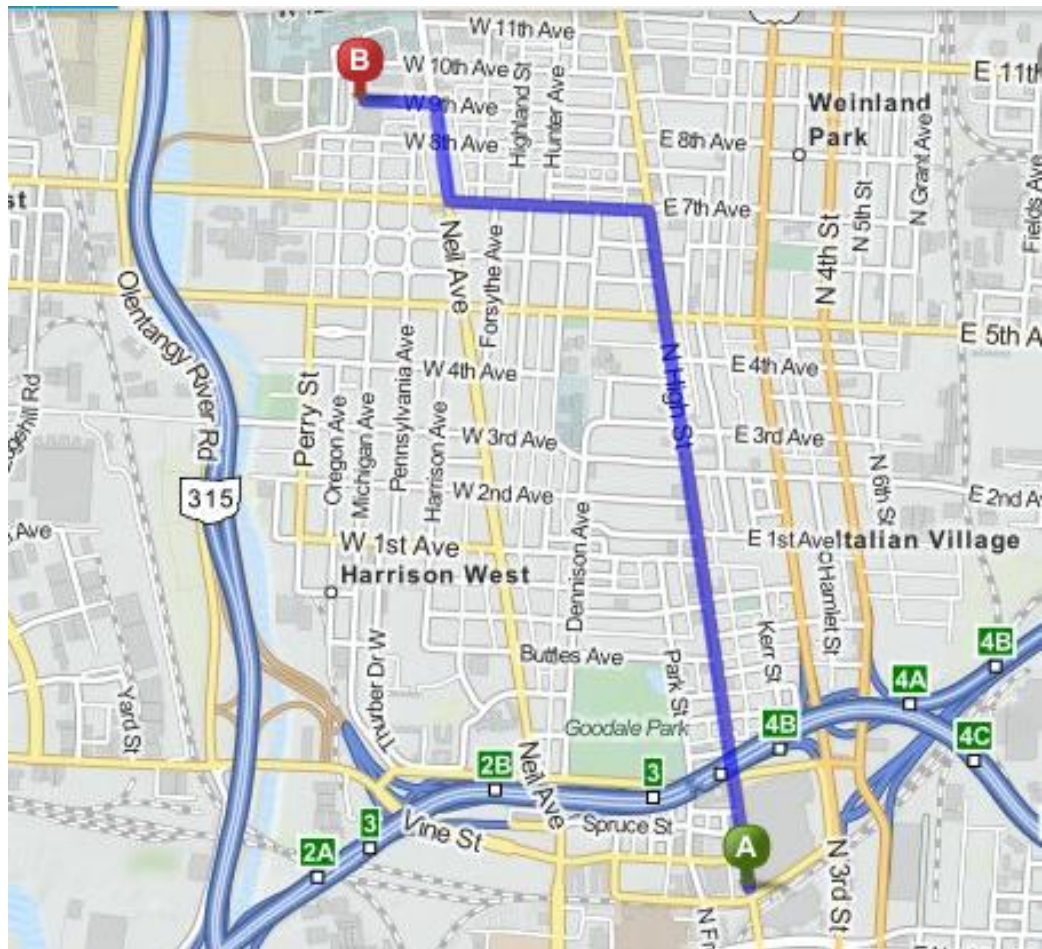 W 11th Ave
B
W 10th Ave
E 11th
W 9th Ave
Highland St
Hunter Ave
Weinland
Park
W 8th Ave
E 8th Ave
N Grant Ave
st
E 7th Ave
N 5th St
Fields Ave
Neil Ave
Forsythe Ave
N 4th St
Olentangy River Rd
E 5th A
N High St
W 4th Ave
E 4th Ave
Perry St
Oregon Ave
Michigan Ave
Pennsylvania Ave
Harrison Ave
W 3rd Ave
E 3rd Ave
N 6th St
315
W 2nd Ave
E 2nd Av
Ave
W 1st Ave
E 1st Ave
Italian Village
Harrison West
Dennison Ave
Hamlet St
Kerr St
Buttles Ave
Park St
4B
4A
Yard St
Thurber Dr W
Goodale Park
4B
4C
2B
3
Neil Ave
3
Vine St
Spruce St
A
2A
N 3rd St
N Fr